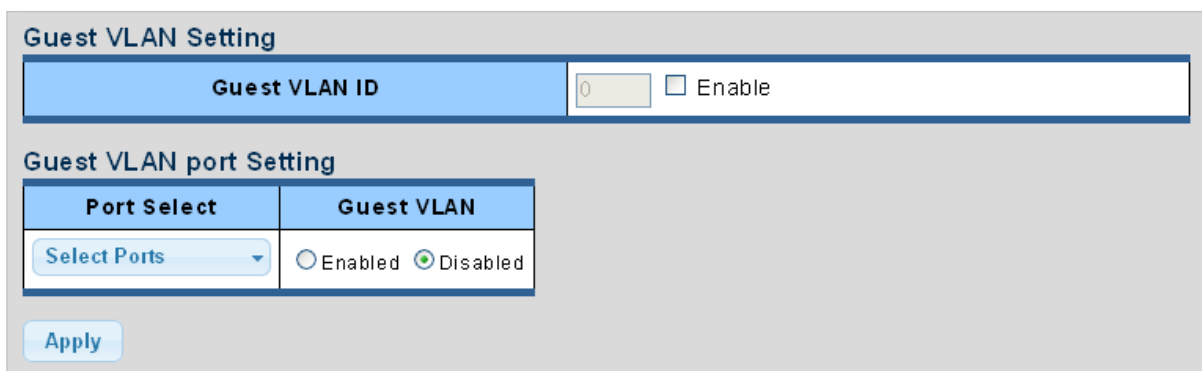 Guest VLAN Setting
Guest VLAN ID 0 Enable
Guest VLAN port Setting
Port Select Guest VLAN
Select Ports Enabled Disabled
Apply